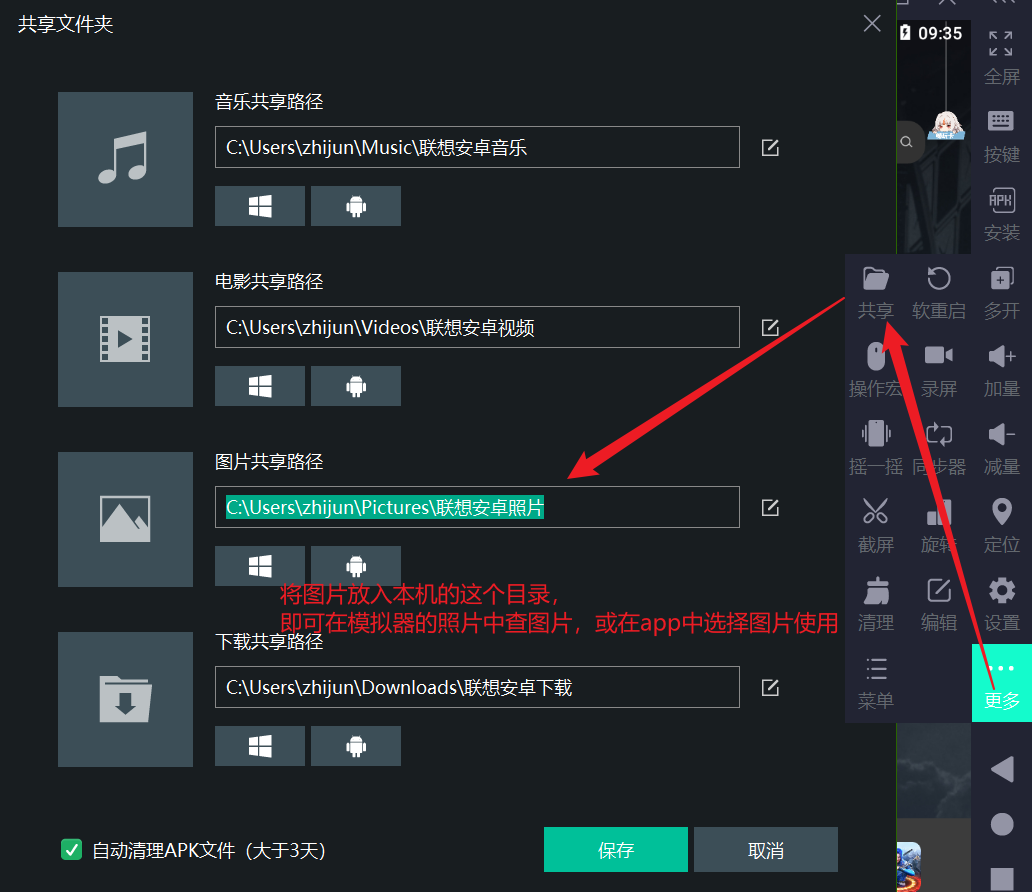 共享文件夹
09:35
全屏
音乐共享路径
C:\Users\zhijun\Music\联想安卓音乐
按键
APK
安装
电影共享路径
共享
软重启
多开
C:\Users\zhijun\Videos\联想安卓视频
操作宏
录屏
加量
图片共享路径
摇一摇
同步器
减量
C:\Users\zhijun\Pictures\联想安卓照片
截屏
旋转
定位
将图片放入本机的这个目录,
即可在模拟器的照片中查图片，或在app中选择图片使用
清理
编辑
设置
下载共享路径
C:\Users\zhijun\Downloads\联想安卓下载
菜单
更多
自动清理APK文件（大于3天）
保存
取消